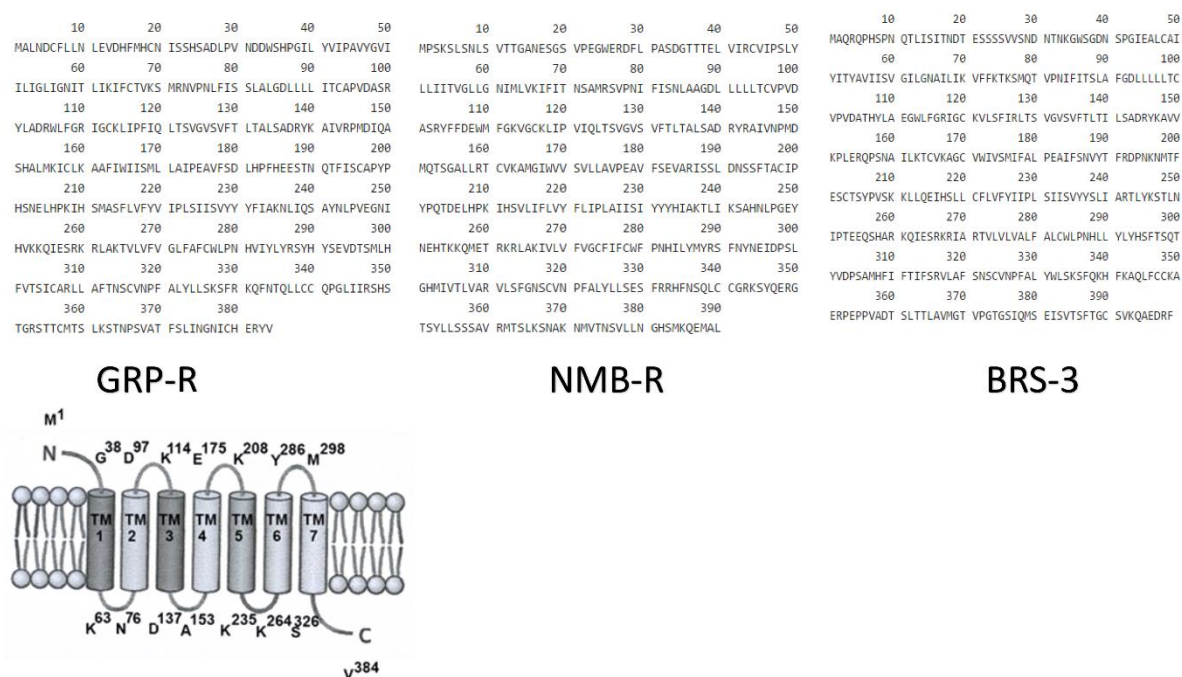 10 20 30 40 50
MALNDCFLLN LEVDHFMHCN ISSHSADLPV NDDWSHPGIL YVIPAVYGVI
60 70 80 90 100
ILIGLIGNIT LIKIFCTVKS MRNVPNLFIS SLALGDLLLL ITCAPVDASR
110 120 130 140 150
YLADRWLFGR IGCKLIPFIQ LTSVGVSVFT LTALSADRYK AIVRPMDIQA
160 170 180 190 200
SHALMKICLK AAFIWIISML LAIPEAVFSD LHPFHEESTN QTFISCAPYP
210 220 230 240 250
HSNELHPKIH SMASFLVFYV IPLSIISVYY YFIAKNLIQS AYNLPVEGNI
260 270 280 290 300
HVKKQIESRK RLAKTVLVFV GLFAFCWLPN HVIYLYRSYH YSEVDTSMLH
310 320 330 340 350
FVTSICARLL AFTNSCVNPF ALYLLSKSFR KQFNTQLLCC QPGLIIRSHS
360 370 380
TGRSTTCMTS LKSTNPSVAT FSLINGNICH ERYV
10 20 30 40 50
MPSKSLSNLS VTTGANESGS VPEGWERDFL PASDGTTTEL VIRCVIPSLY
60 70 80 90 100
LLIITVGLLG NIMLVKIFIT NSAMRSVPNI FISNLAAGDL LLLLTCVPVD
110 120 130 140 150
ASRYFFDEWM FGKVGCKLIP VIQLTSVGVS VFTLTALSAD RYRAIVNPMD
160 170 180 190 200
MQTSGALLRT CVKAMGIWVV SVLLAVPEAV FSEVARISSL DNSSFTACIP
210 220 230 240 250
YPQTDELHPK IHSVLIFLVY FLIPLAIISI YYYHIAKTLI KSAHNLPGEY
260 270 280 290 300
NEHTKKQMET RKRLAKIVLV FVGCFIFCWF PNHILYMYRS FNYNEIDPSL
310 320 330 340 350
GHMIVTLVAR VLSFGNSCVN PFALYLLSES FRRHFNSQLC CGRKSYQERG
360 370 380 390
TSYLLSSSAV RMTSLKSNAK NMVTNSVLLN GHSMKQEMAL
10 20 30 40 50
MAQRQPHSPN QTLISITNDT ESSSSVVSND NTNKGWSGDN SPGIEALCAI
60 70 80 90 100
YITYAVIISV GILGNAILIK VFFKTKSMQT VPNIFITSLA FGDLLLLLTC
110 120 130 140 150
VPVDATHYLA EGWLFGRIGC KVLSFIRLTS VGVSVFTLTI LSADRYKAVV
160 170 180 190 200
KPLERQPSNA ILKTCVKAGC VWIVSMIFAL PEAIFSNVYT FRDPNKNMTF
210 220 230 240 250
ESCTSYPVSK KLLQEIHSLL CFLVFYIIPL SIISVYYSLI ARTLYKSTLN
260 270 280 290 300
IPTEEQSHAR KQIESRKRIA RTVLVLVALF ALCWLPNHLL YLYHSFTSQT
310 320 330 340 350
YVDPSAMHFI FTIFSRVLAF SNSCVNPFAL YWLSKSFQKH FKAQLFCCKA
360 370 380 390
ERPEPPVADT SLTTLAVMGT VPGTGSIQMS EISVTSFTGC SVKQAEDRF
GRP-R NMB-R BRS-3
M1
N G38 D97 K114 E175 K208 Y286 M298
TM 1 TM 2 TM 3 TM 4 TM 5 TM 6 TM 7
K63 N76 D137 A153 K235 K264 S326 C
V384